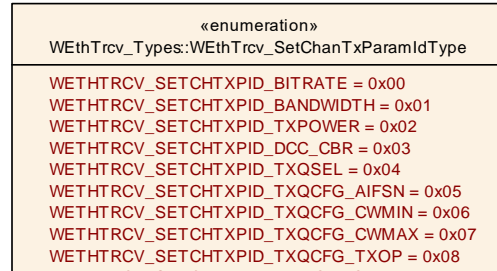 «enumeration»
WEthTrcv_Types::WEthTrcv_SetChanTxParamIdType
WETHTRCV_SETCHTXPID_BITRATE = 0x00
WETHTRCV_SETCHTXPID_BANDWIDTH = 0x01
WETHTRCV_SETCHTXPID_TXPOWER = 0x02
WETHTRCV_SETCHTXPID_DCC_CBR = 0x03
WETHTRCV_SETCHTXPID_TXQSEL = 0x04
WETHTRCV_SETCHTXPID_TXQCFG_AIFSN = 0x05
WETHTRCV_SETCHTXPID_TXQCFG_CWMIN = 0x06
WETHTRCV_SETCHTXPID_TXQCFG_CWMAX = 0x07
WETHTRCV_SETCHTXPID_TXQCFG_TXOP = 0x08